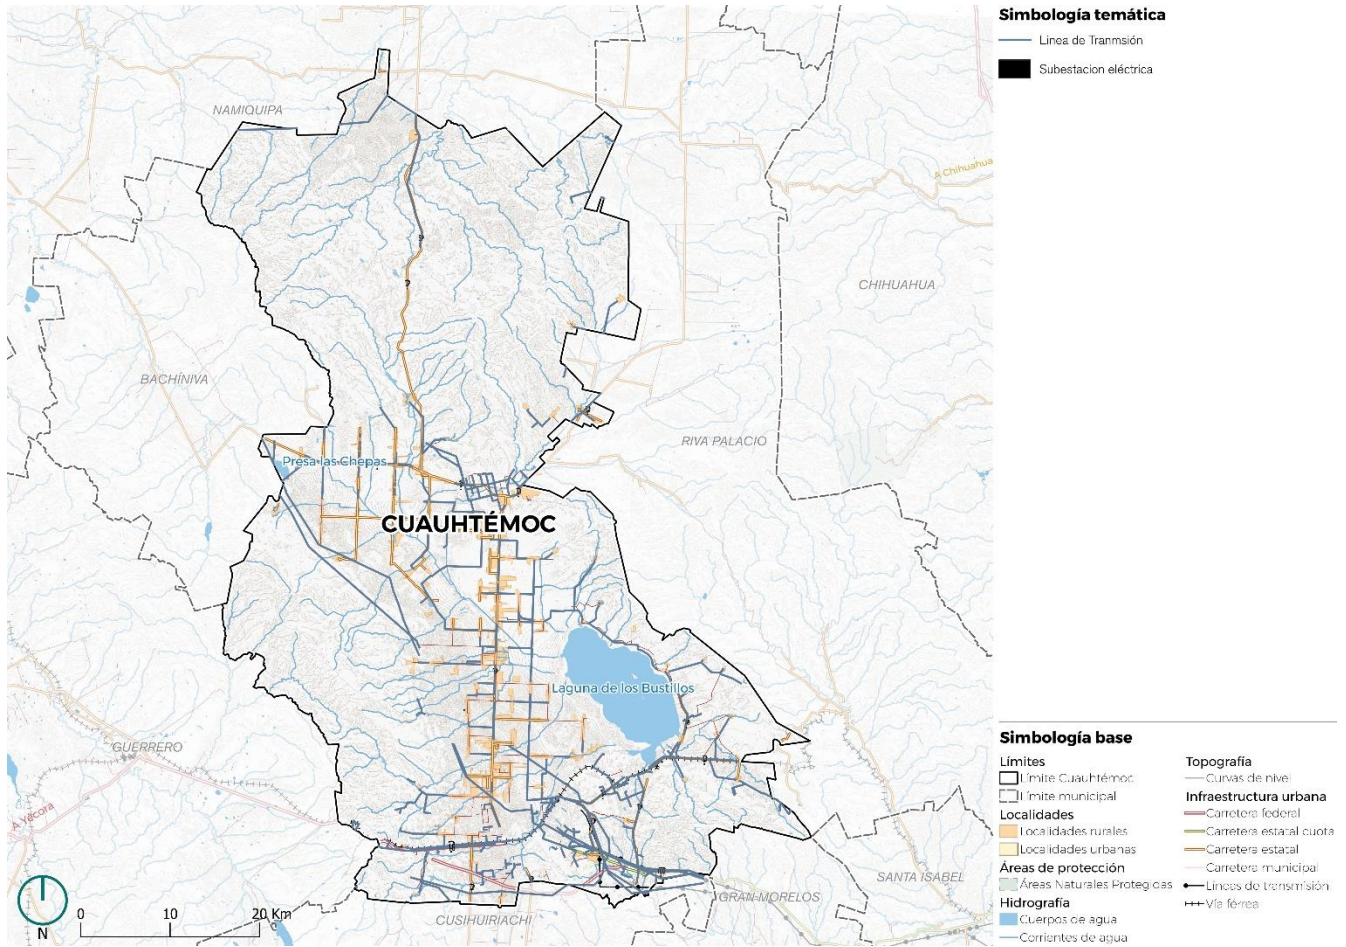 Simbología temática
Linea de Tranmsión
Subestacion eléctrica
NAMIQUIPA
A Chihuahua
CHIHUAHUA
BACHÍNIVA
RIVA PALACIO
Presa las Chepas
CUAUHTÉMOC
Laguna de los Bustillos
GUERRERO
A Yécora
SANTA ISABEL
GRAN MORELOS
CUSIHUIRIACHI
0 10 20 Km
N
Simbología base
Límites
Límite Cuauhtémoc
Límite municipal
Localidades
Localidades rurales
Localidades urbanas
Áreas de protección
Áreas Naturales Protegidas
Hidrografía
Cuerpos de agua
Corrientes de agua
Topografía
Curvas de nivel
Infraestructura urbana
Carretera federal
Carretera estatal cuota
Carretera estatal
Carretera municipal
Líneas de transmisión
Vía férrea